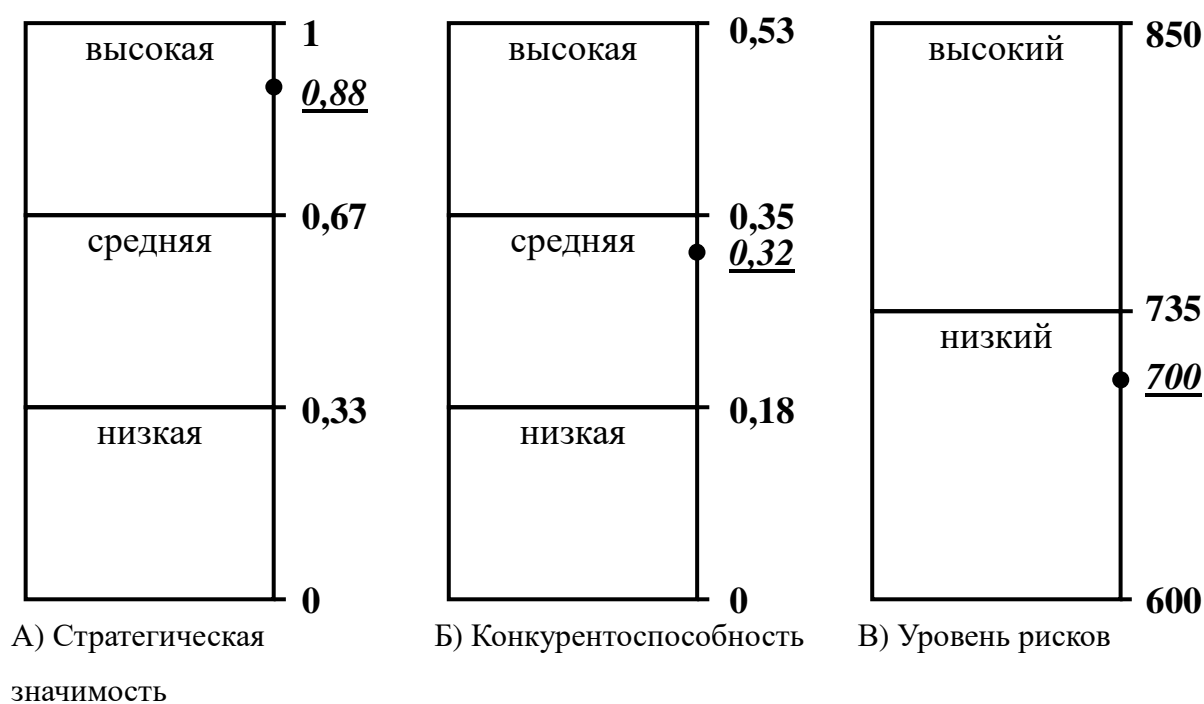 1
высокая
0,88
0,67
средняя
0,33
низкая
0
А) Стратегическая
значимость
0,53
высокая
0,35
средняя
0,32
0,18
низкая
0
Б) Конкурентоспособность
850
высокий
735
низкий
700
600
В) Уровень рисков